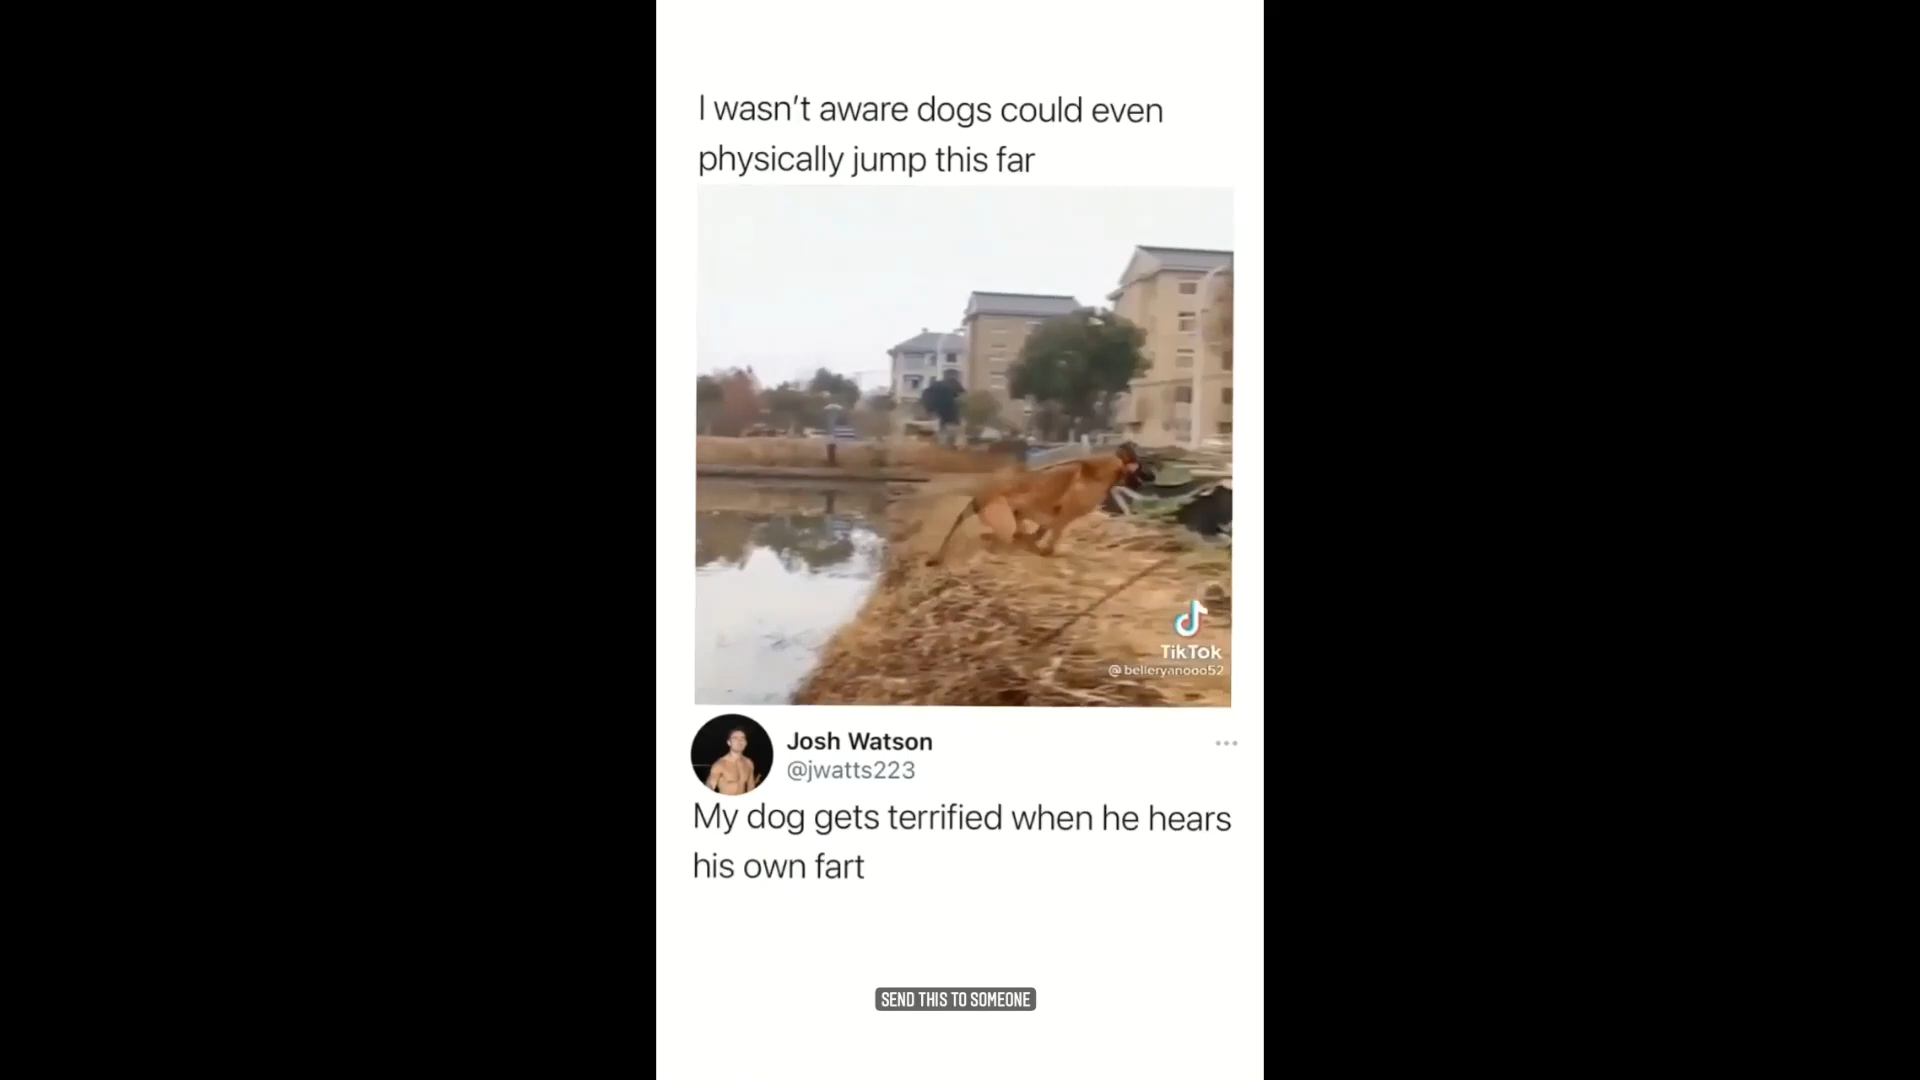 I wasn't aware dogs could even
physically jump this far
TikTok
@belleryanooo52
Josh Watson
@jwatts223
My dog gets terrified when he hears
his own fart
SEND THIS TO SOMEONE